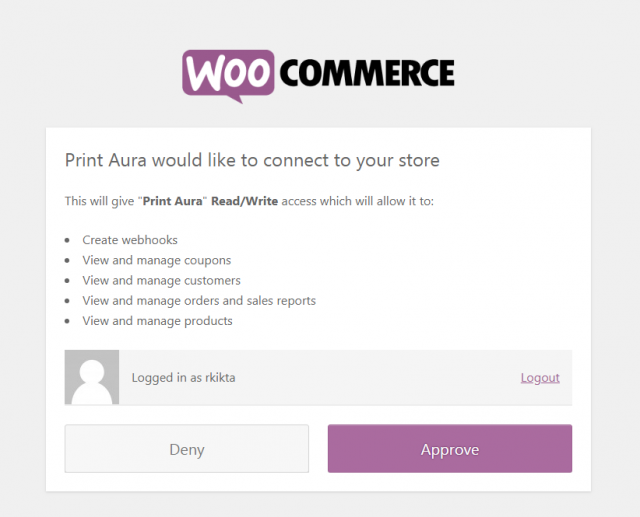 WOO COMMERCE
Print Aura would like to connect to your store
This will give "Print Aura" Read/Write access which will allow it to:
Create webhooks
View and manage coupons
View and manage customers
View and manage orders and sales reports
View and manage products
Logged in as rkikta Logout
Deny Approve